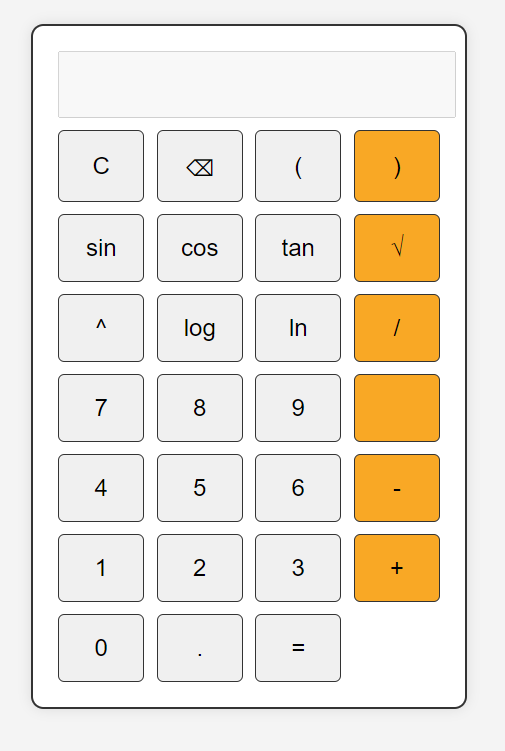 C ⌫ ( )
sin cos tan √
^ log ln /
7 8 9
4 5 6 -
1 2 3 +
0 . =